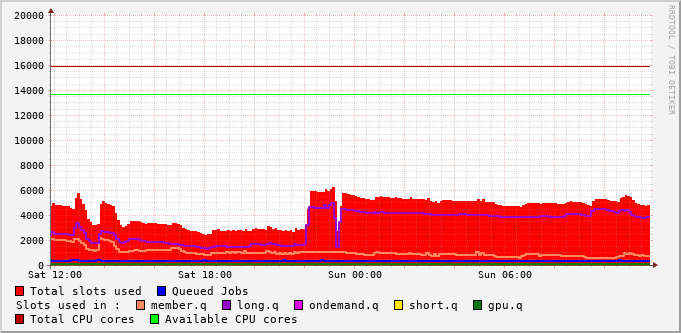 20000
18000
16000
14000
12000
10000
8000
6000
4000
2000
0
Sat 12:00 Sat 18:00 Sun 00:00 Sun 06:00
RRDTOOL / TOBI OETIKER
Total slots used Queued Jobs
Slots used in : member.q long.q ondemand.q short.q gpu.q
Total CPU cores Available CPU cores